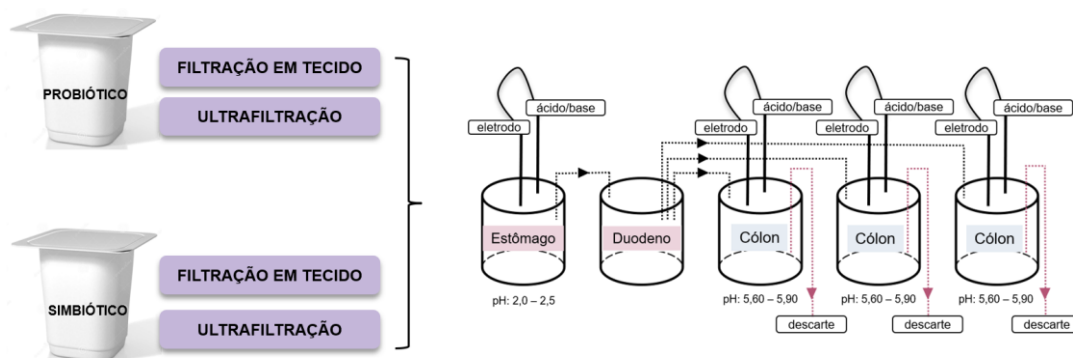 PROBIÓTICO
FILTRAÇÃO EM TECIDO
ULTRAFILTRAÇÃO
SIMBIÓTICO
FILTRAÇÃO EM TECIDO
ULTRAFILTRAÇÃO
eletrodo
ácido/base
Estômago
pH: 2,0 – 2,5
Duodeno
eletrodo
ácido/base
Cólon
pH: 5,60 – 5,90
descarte
eletrodo
ácido/base
Cólon
pH: 5,60 – 5,90
descarte
eletrodo
ácido/base
Cólon
pH: 5,60 – 5,90
descarte